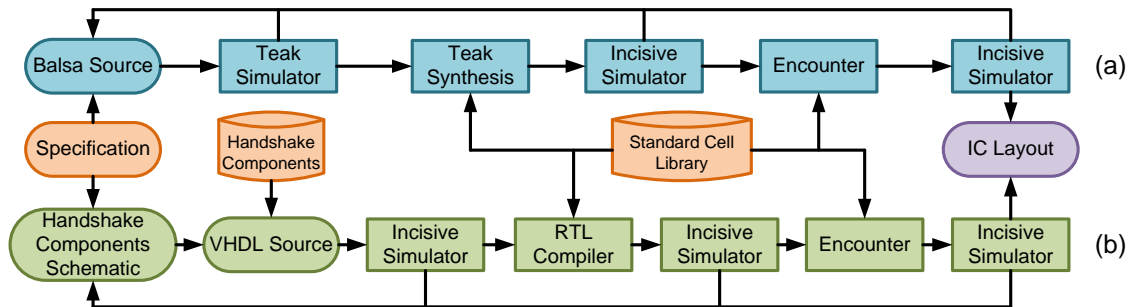 Balsa Source
Teak
Simulator
Teak
Synthesis
Incisive
Simulator
Encounter
Incisive
Simulator
(a)
Specification
Handshake
Components
Standard Cell
Library
IC Layout
Handshake
Components
Schematic
VHDL Source
Incisive
Simulator
RTL
Compiler
Incisive
Simulator
Encounter
Incisive
Simulator
(b)